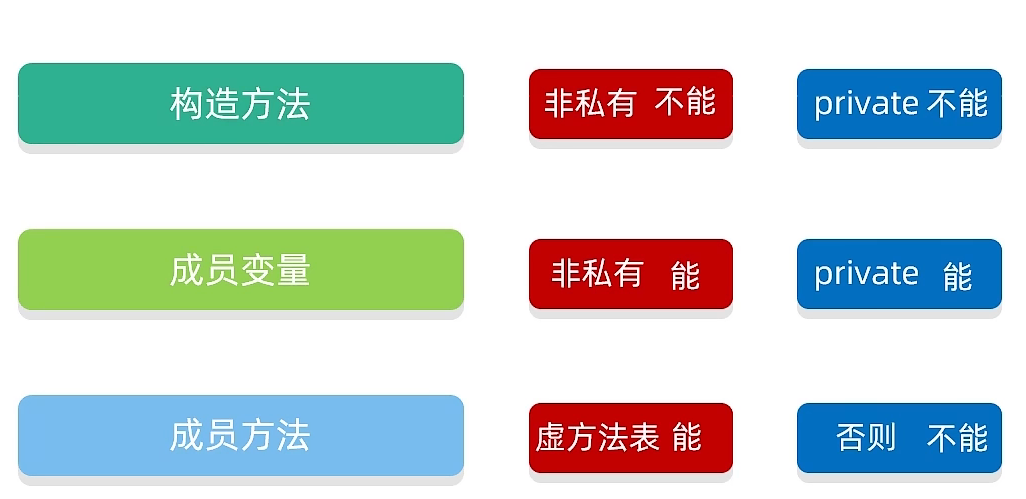 构造方法 非私有 不能 private 不能
成员变量 非私有 能 private 能
成员方法 虚方法表 能 否则 不能